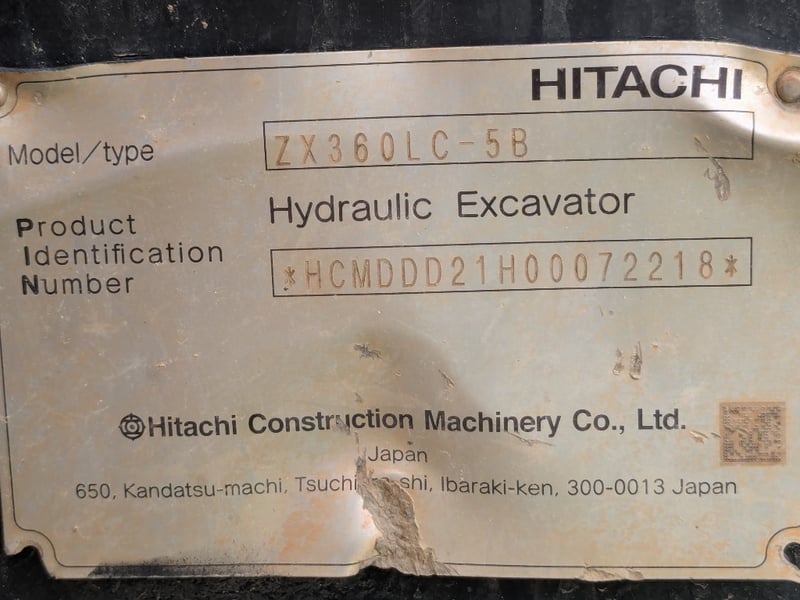 HITACHI
Model/type ZX360LC-5B
Hydraulic Excavator
Product
Identification
Number *HCMDDD21H00072218*
Hitachi Construction Machinery Co., Ltd.
Japan
650, Kandatsu-machi, Ibaraki-ken, 300-0013 Japan